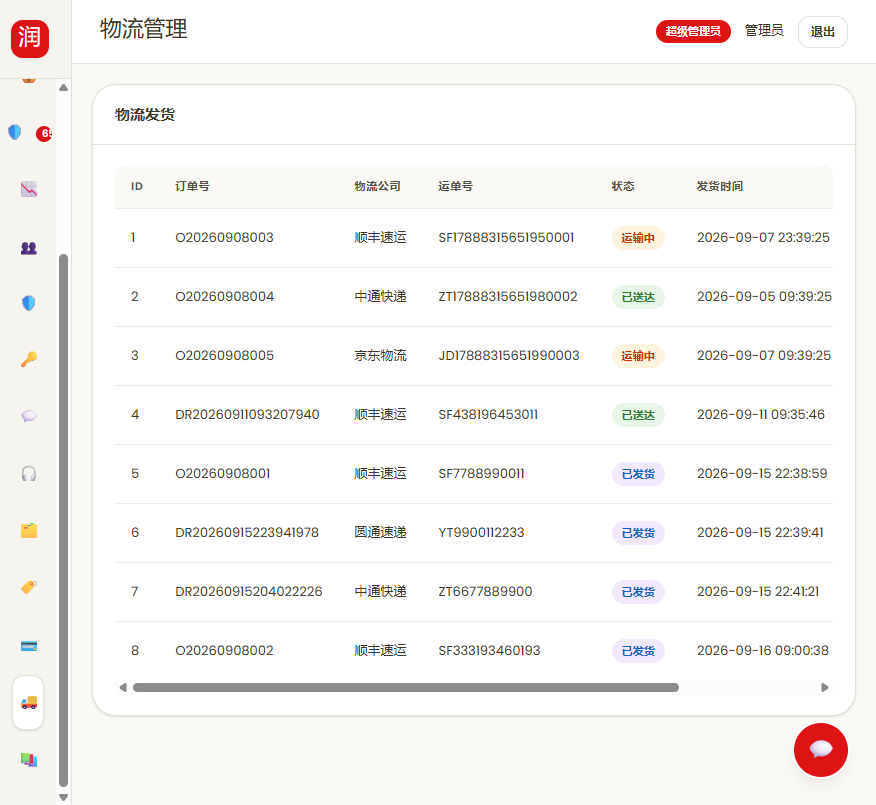 润
物流管理
超级管理员 管理员 退出
物流发货
ID 订单号 物流公司 运单号 状态 发货时间
1 O20260908003 顺丰速运 SF17888315651950001 运输中 2026-09-07 23:39:25
2 O20260908004 中通快递 ZT17888315651980002 已送达 2026-09-05 09:39:25
3 O20260908005 京东物流 JD17888315651990003 运输中 2026-09-07 09:39:25
4 DR20260911093207940 顺丰速运 SF438196453011 已送达 2026-09-11 09:35:46
5 O20260908001 顺丰速运 SF7788990011 已发货 2026-09-15 22:38:59
6 DR20260915223941978 圆通速递 YT9900112233 已发货 2026-09-15 22:39:41
7 DR20260915204022226 中通快递 ZT6677889900 已发货 2026-09-15 22:41:21
8 O20260908002 顺丰速运 SF333193460193 已发货 2026-09-16 09:00:38